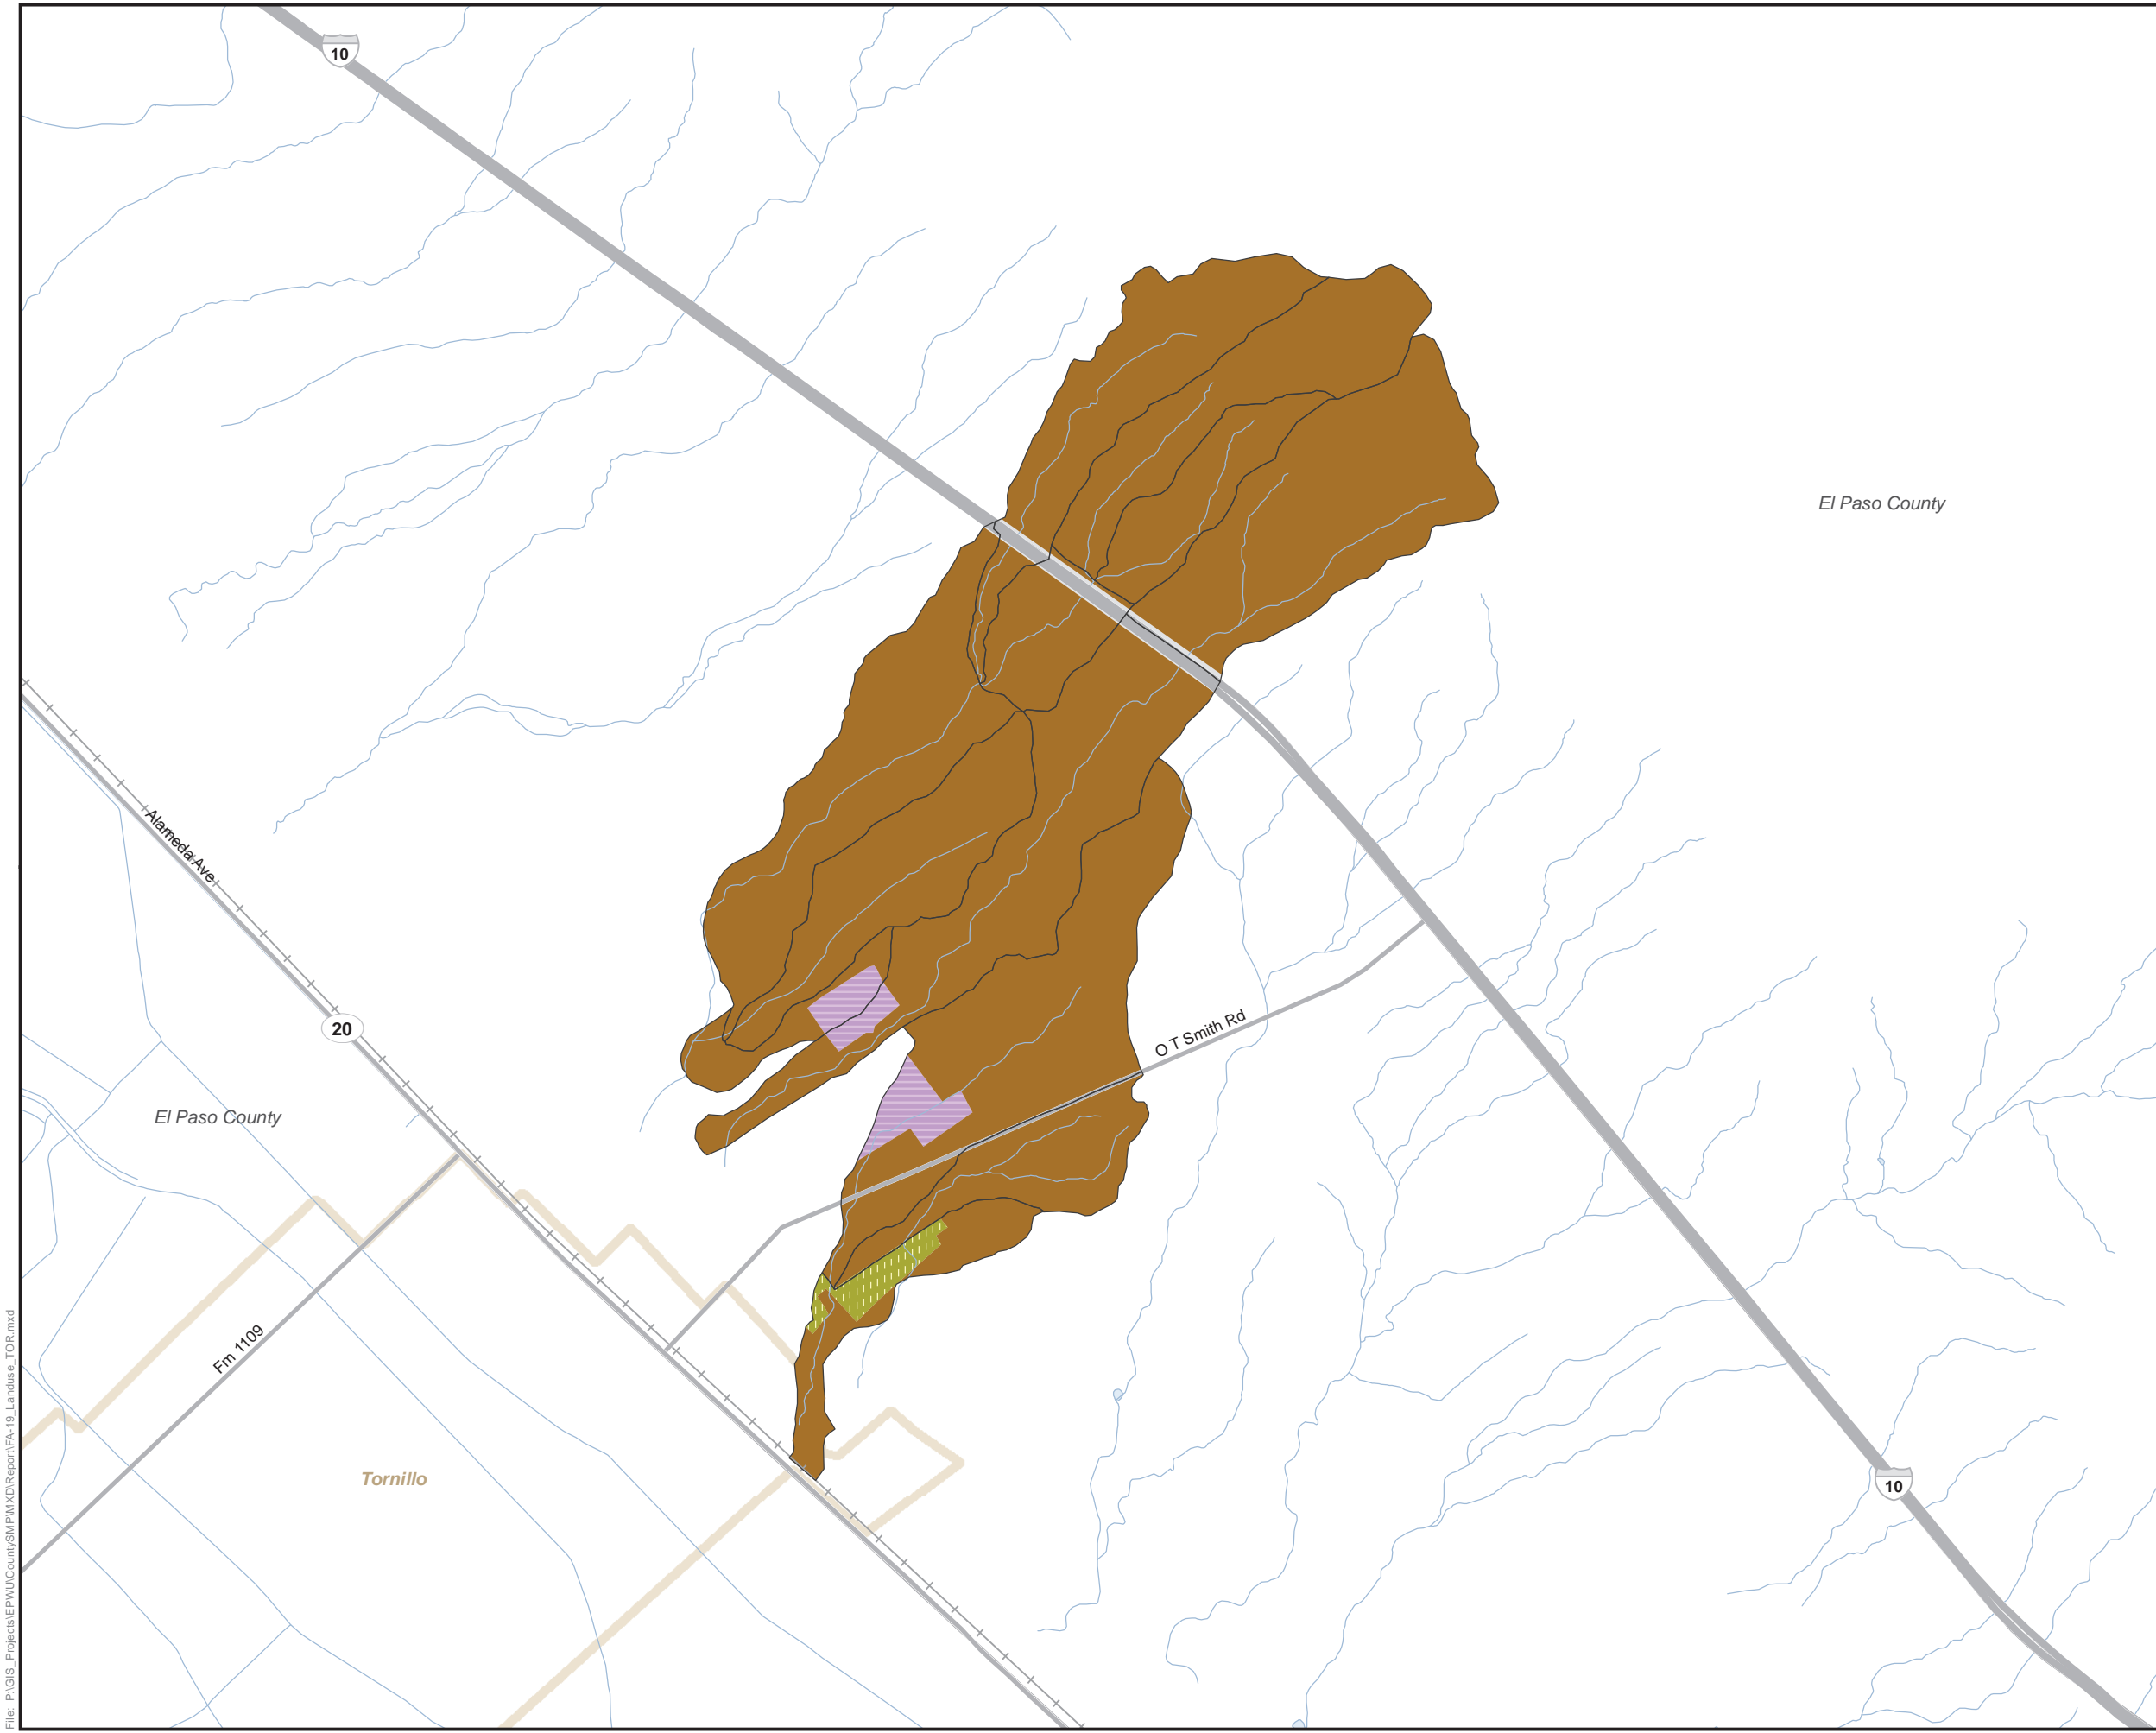 10
El Paso County
Alameda Ave
20
O T Smith Rd
El Paso County
Fm 1109
Tornillo
10
File: P:\GIS_Projects\EPWU\CountySMP\MXD\Report\FA-19_Landuse_TOR.mxd